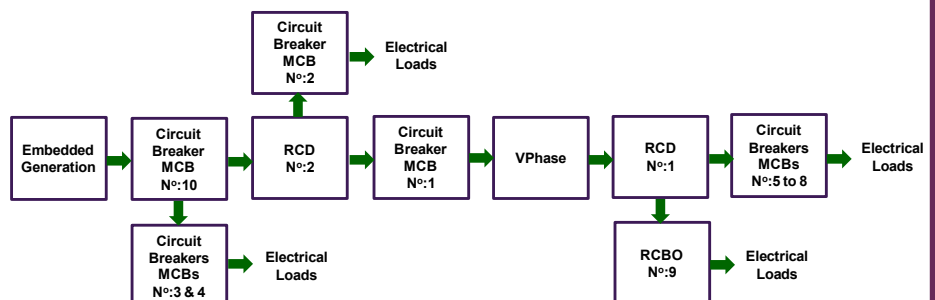 Circuit
Breaker
MCB
Nº:2
Electrical
Loads
Embedded
Generation
Circuit
Breaker
MCB
Nº:10
RCD
Nº:2
Circuit
Breaker
MCB
Nº:1
VPhase
RCD
Nº:1
Circuit
Breakers
MCBs
Nº:5 to 8
Electrical
Loads
Circuit
Breakers
MCBs
Nº:3 & 4
Electrical
Loads
RCBO
Nº:9
Electrical
Loads